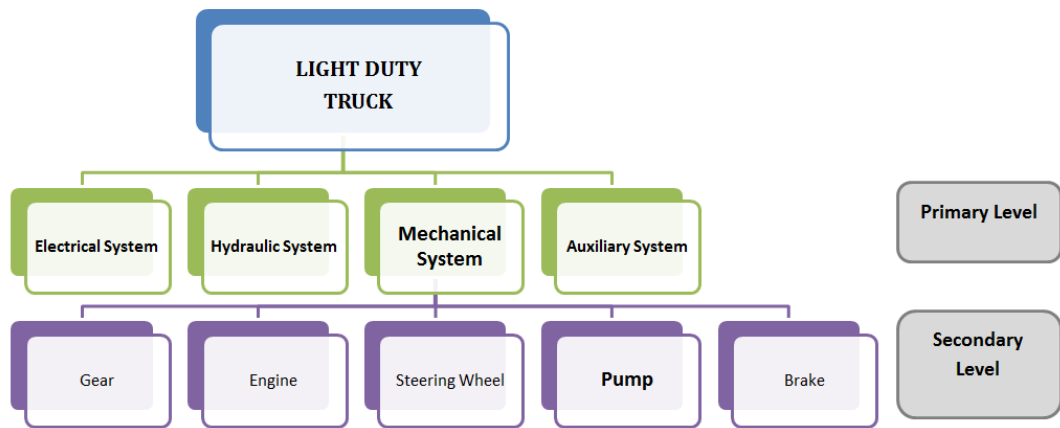 LIGHT DUTY
TRUCK
Electrical System
Hydraulic System
Mechanical
System
Auxiliary System
Primary Level
Gear
Engine
Steering Wheel
Pump
Brake
Secondary
Level